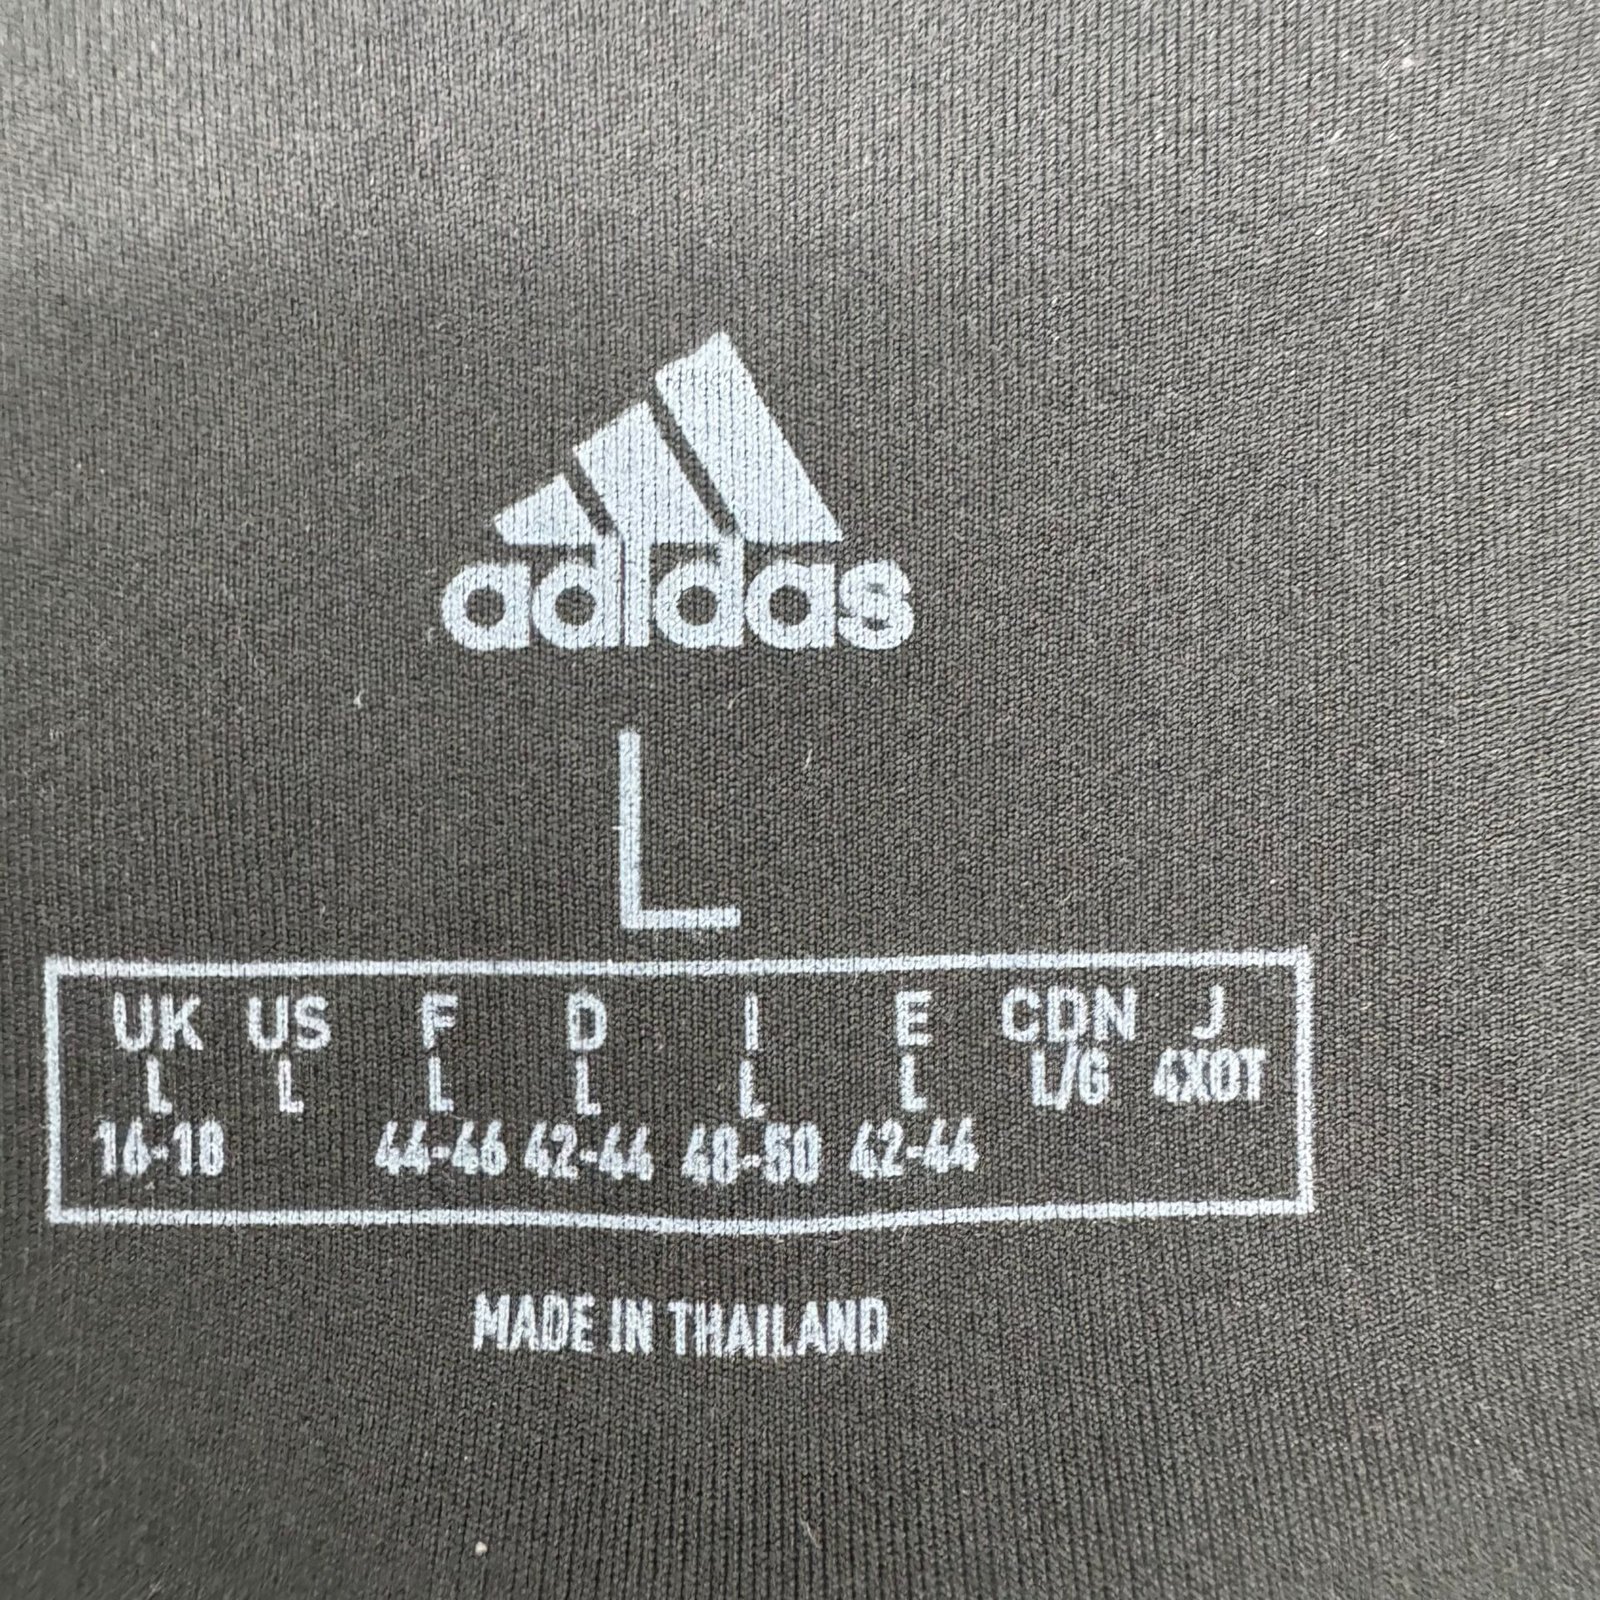 adidas
L
UK US F D I E CDN J
L L L L L L L/G 4XOT
16-18 44-46 42-44 48-50 42-44
MADE IN THAILAND